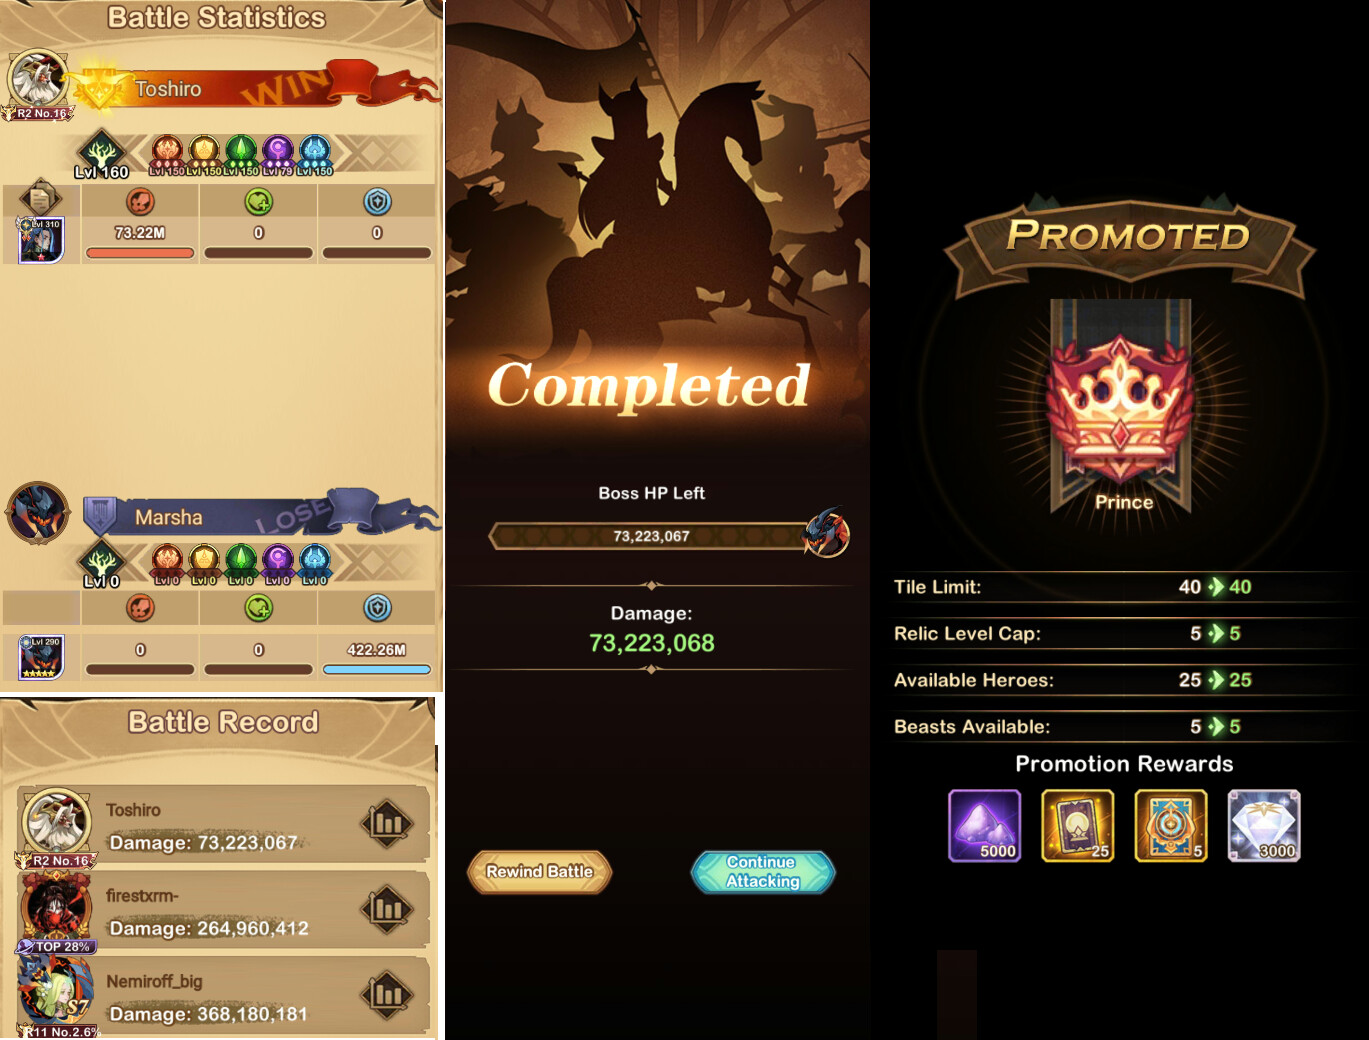 Battle Statistics
Toshiro
WIN
R2 No.16
Lvl 160
Lvl 150 Lvl 150 Lvl 150 Lvl 79 Lvl 150
Lvl 310
73.22M 0 0
Marsha
LOSE
Lvl 0
Lvl 0 Lvl 0 Lvl 0 Lvl 0 Lvl 0
Lvl 290
0 0 422.26M
Battle Record
Toshiro
Damage: 73,223,067
R2 No.16
firestxrm-
Damage: 264,960,412
TOP 28%
Nemiroff_big
Damage: 368,180,181
S7
R11 No.2.6%
Completed
Boss HP Left
73,223,067
Damage:
73,223,068
Rewind Battle
Continue
Attacking
PROMOTED
Prince
Tile Limit: 40 40
Relic Level Cap: 5 5
Available Heroes: 25 25
Beasts Available: 5 5
Promotion Rewards
5000 25 5 3000